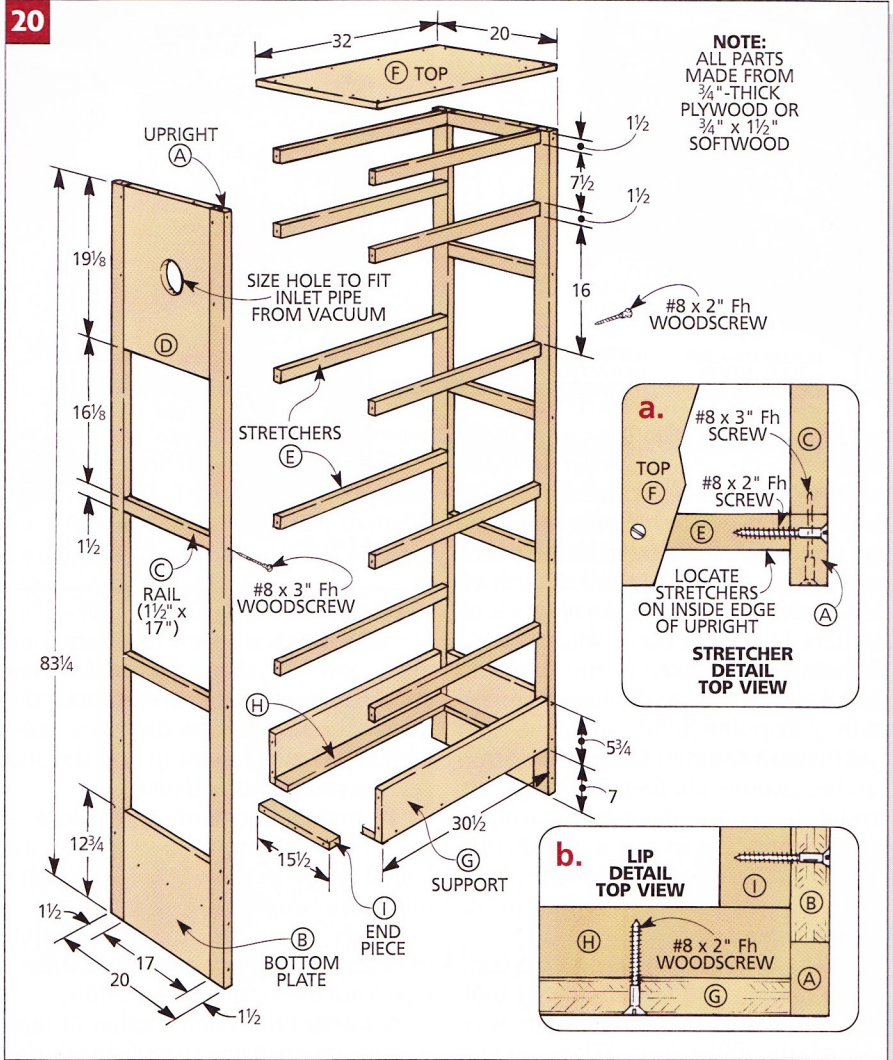 20
32
20
F TOP
NOTE:
ALL PARTS
MADE FROM
¾"-THICK
PLYWOOD OR
¾" x 1½"
SOFTWOOD
UPRIGHT
A
1½
7½
1½
16
83¼
19⅛
SIZE HOLE TO FIT
INLET PIPE
FROM VACUUM
D
#8 x 2" Fh
WOODSCREW
16⅛
STRETCHERS
E
1½
C
RAIL
(1½" x
17")
#8 x 3" Fh
WOODSCREW
a.
#8 x 3" Fh
SCREW
C
TOP
F
#8 x 2" Fh
SCREW
E
LOCATE
STRETCHERS
ON INSIDE EDGE
OF UPRIGHT
A
STRETCHER
DETAIL
TOP VIEW
H
5¾
7
12¾
15½
30½
G
SUPPORT
I
END
PIECE
B
BOTTOM
PLATE
1½
17
20
1½
b.
LIP
DETAIL
TOP VIEW
I
B
H
#8 x 2" Fh
WOODSCREW
A
G